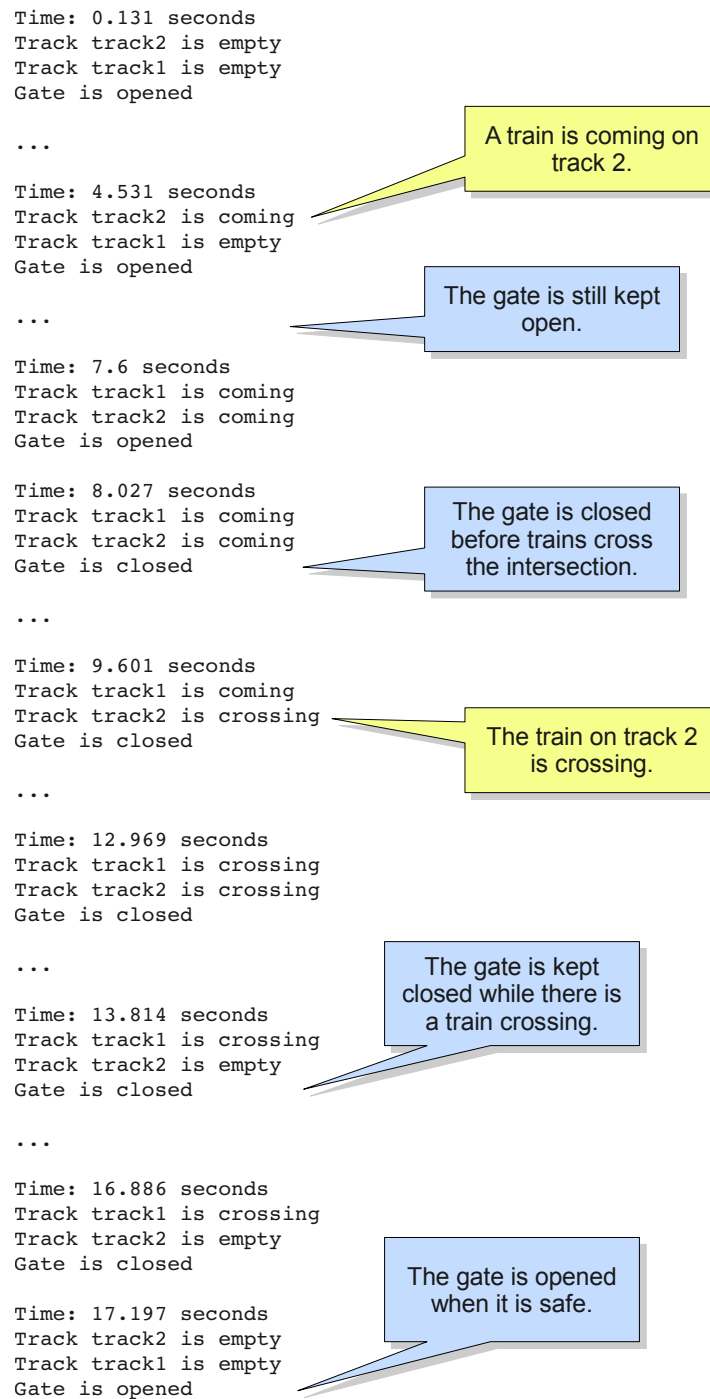 Time: 0.131 seconds
Track track2 is empty
Track track1 is empty
Gate is opened
...
A train is coming on
track 2.
Time: 4.531 seconds
Track track2 is coming
Track track1 is empty
Gate is opened
...
The gate is still kept
open.
Time: 7.6 seconds
Track track1 is coming
Track track2 is coming
Gate is opened
Time: 8.027 seconds
Track track1 is coming
Track track2 is coming
Gate is closed
The gate is closed
before trains cross
the intersection.
...
Time: 9.601 seconds
Track track1 is coming
Track track2 is crossing
Gate is closed
The train on track 2
is crossing.
...
Time: 12.969 seconds
Track track1 is crossing
Track track2 is crossing
Gate is closed
...
The gate is kept
closed while there is
a train crossing.
Time: 13.814 seconds
Track track1 is crossing
Track track2 is empty
Gate is closed
...
Time: 16.886 seconds
Track track1 is crossing
Track track2 is empty
Gate is closed
The gate is opened
when it is safe.
Time: 17.197 seconds
Track track2 is empty
Track track1 is empty
Gate is opened